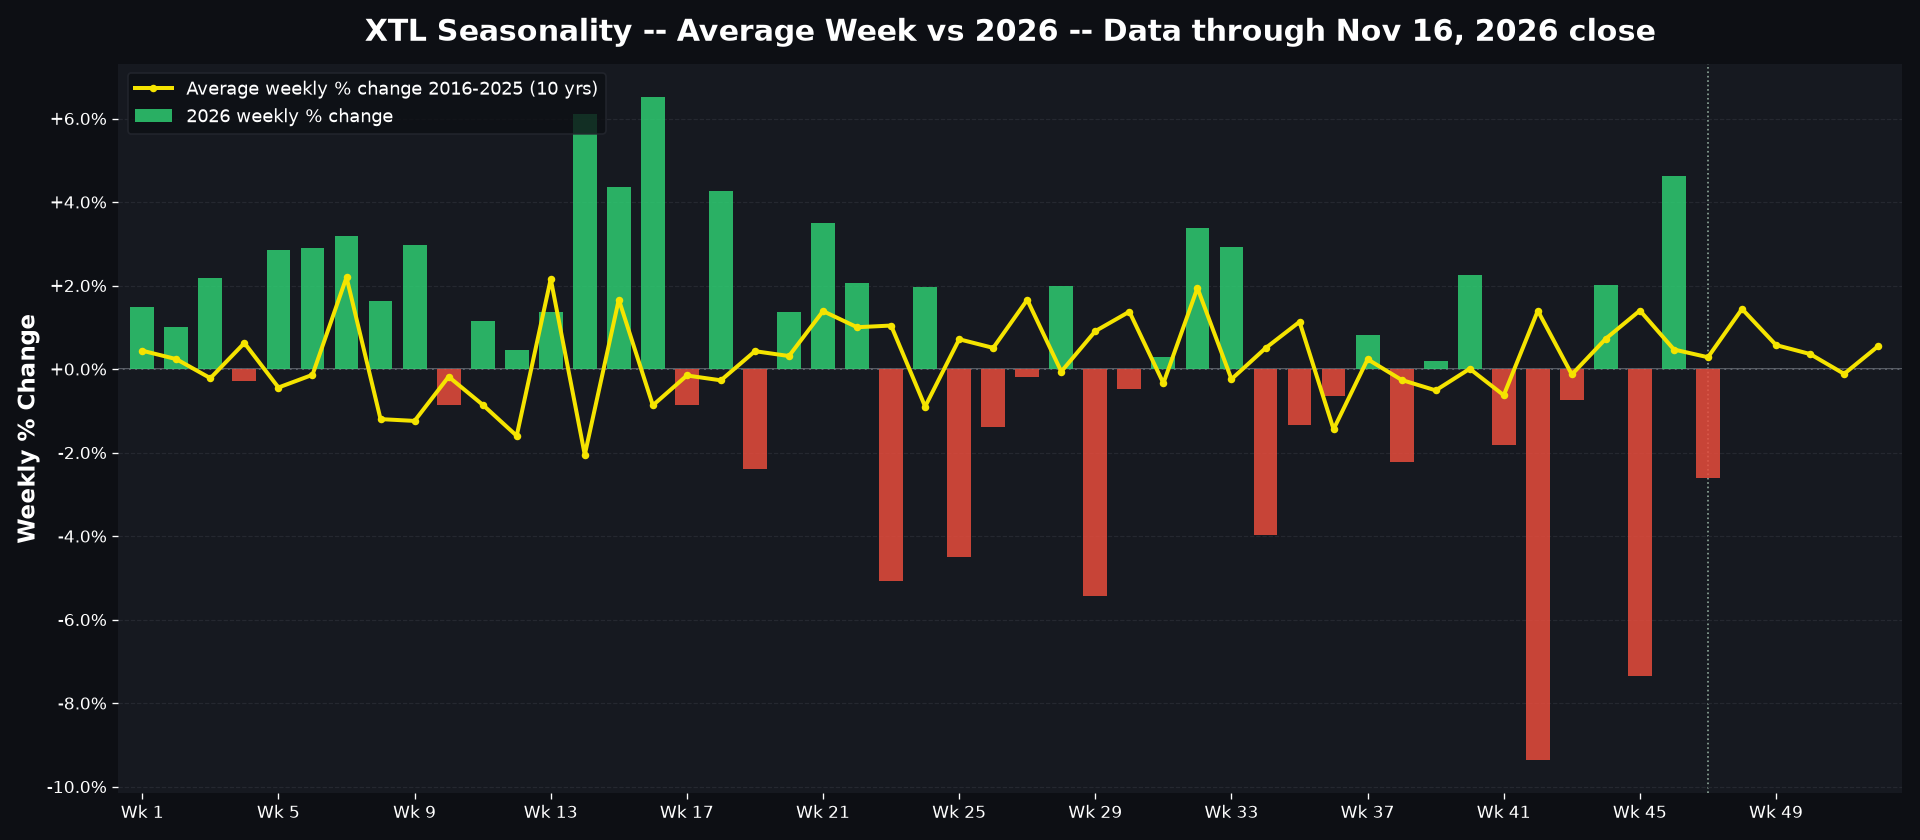 XTL Seasonality -- Average Week vs 2026 -- Data through Nov 16, 2026 close
Average weekly % change 2016-2025 (10 yrs)
2026 weekly % change
Weekly % Change
+6.0%
+4.0%
+2.0%
+0.0%
-2.0%
-4.0%
-6.0%
-8.0%
-10.0%
Wk 1 Wk 5 Wk 9 Wk 13 Wk 17 Wk 21 Wk 25 Wk 29 Wk 33 Wk 37 Wk 41 Wk 45 Wk 49